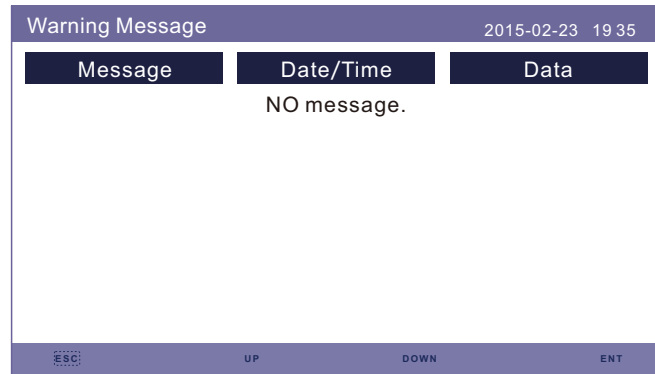 Warning Message 2015-02-23 19 35
Message Date/Time Data
NO message.
ESC UP DOWN ENT